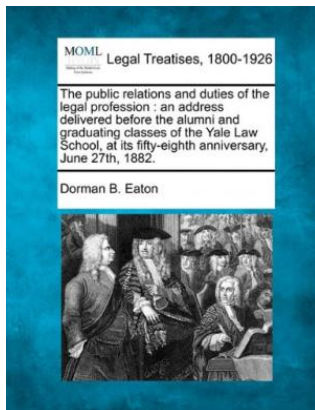 MOML Legal Treatises, 1800-1926
The public relations and duties of the
legal profession : an address
delivered before the alumni and
graduating classes of the Yale Law
School, at its fifty-eighth anniversary,
June 27th, 1882.
Dorman B. Eaton